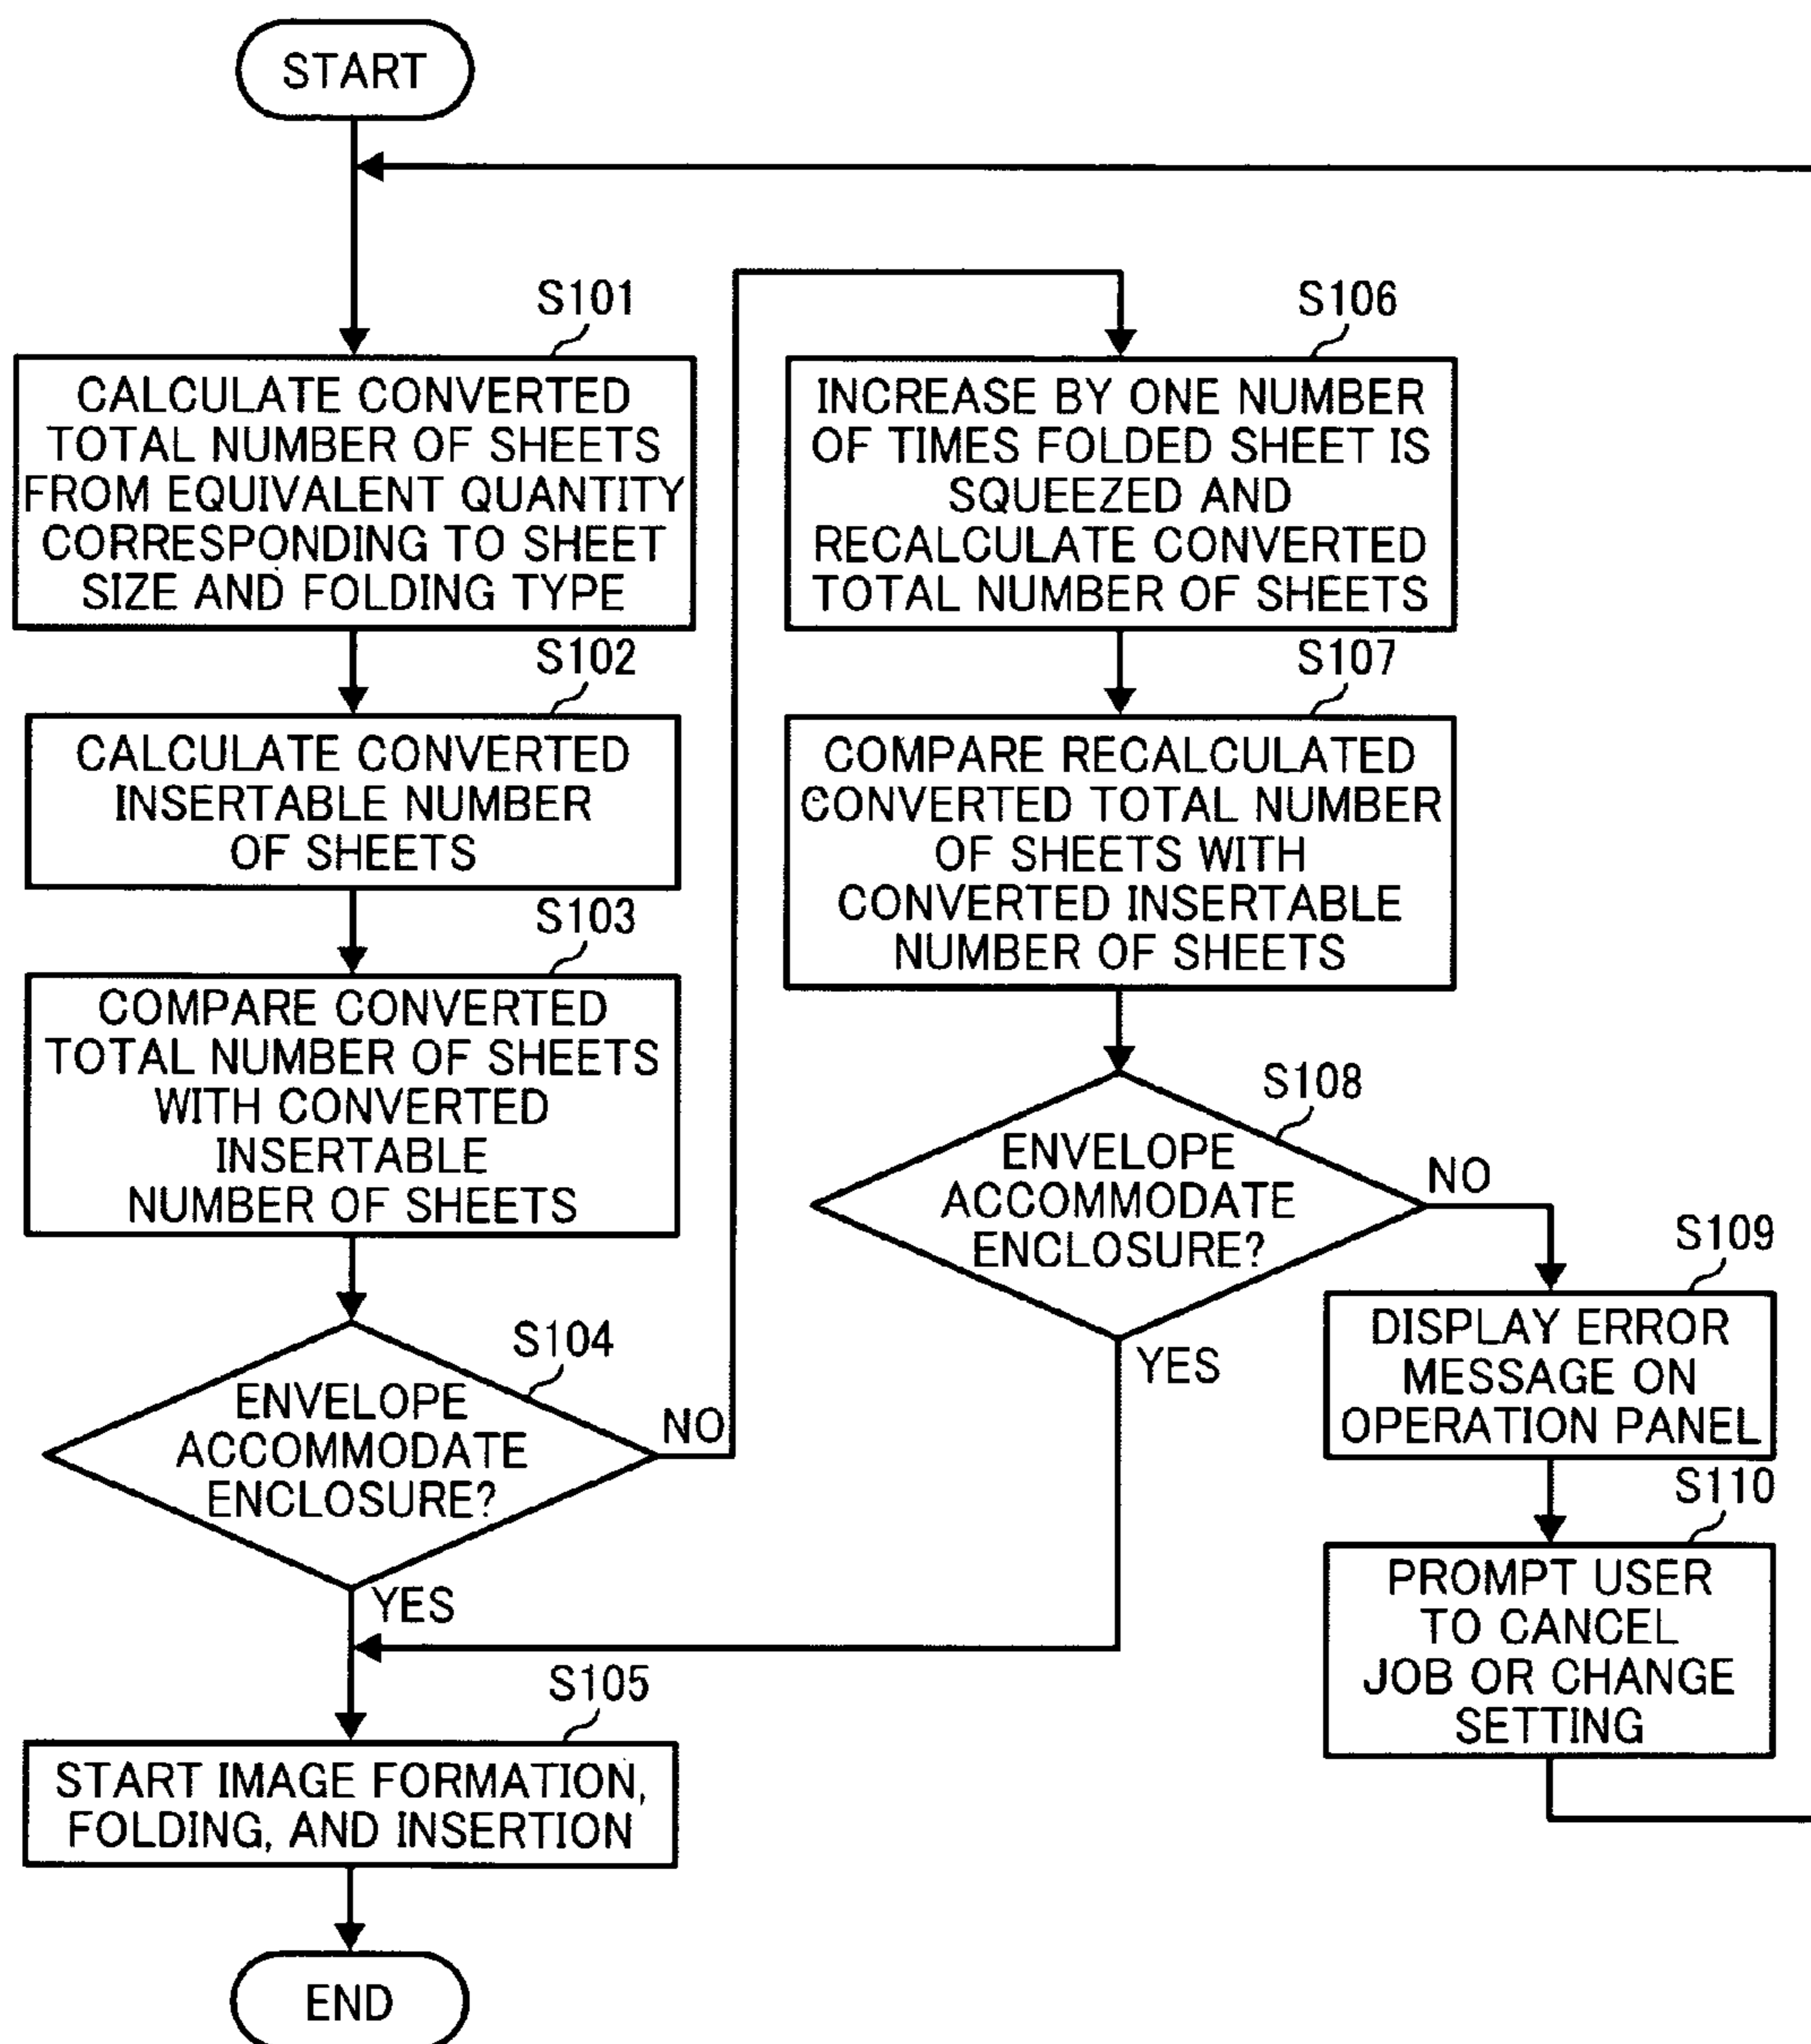 START
S101
CALCULATE CONVERTED
TOTAL NUMBER OF SHEETS
FROM EQUIVALENT QUANTITY
CORRESPONDING TO SHEET
SIZE AND FOLDING TYPE
S102
CALCULATE CONVERTED
INSERTABLE NUMBER
OF SHEETS
S103
COMPARE CONVERTED
TOTAL NUMBER OF SHEETS
WITH CONVERTED
INSERTABLE
NUMBER OF SHEETS
S104
ENVELOPE
ACCOMMODATE
ENCLOSURE?
NO
YES
S105
START IMAGE FORMATION,
FOLDING, AND INSERTION
END
S106
INCREASE BY ONE NUMBER
OF TIMES FOLDED SHEET IS
SQUEEZED AND
RECALCULATE CONVERTED
TOTAL NUMBER OF SHEETS
S107
COMPARE RECALCULATED
CONVERTED TOTAL NUMBER
OF SHEETS WITH
CONVERTED INSERTABLE
NUMBER OF SHEETS
S108
ENVELOPE
ACCOMMODATE
ENCLOSURE?
NO
YES
S109
DISPLAY ERROR
MESSAGE ON
OPERATION PANEL
S110
PROMPT USER
TO CANCEL
JOB OR CHANGE
SETTING